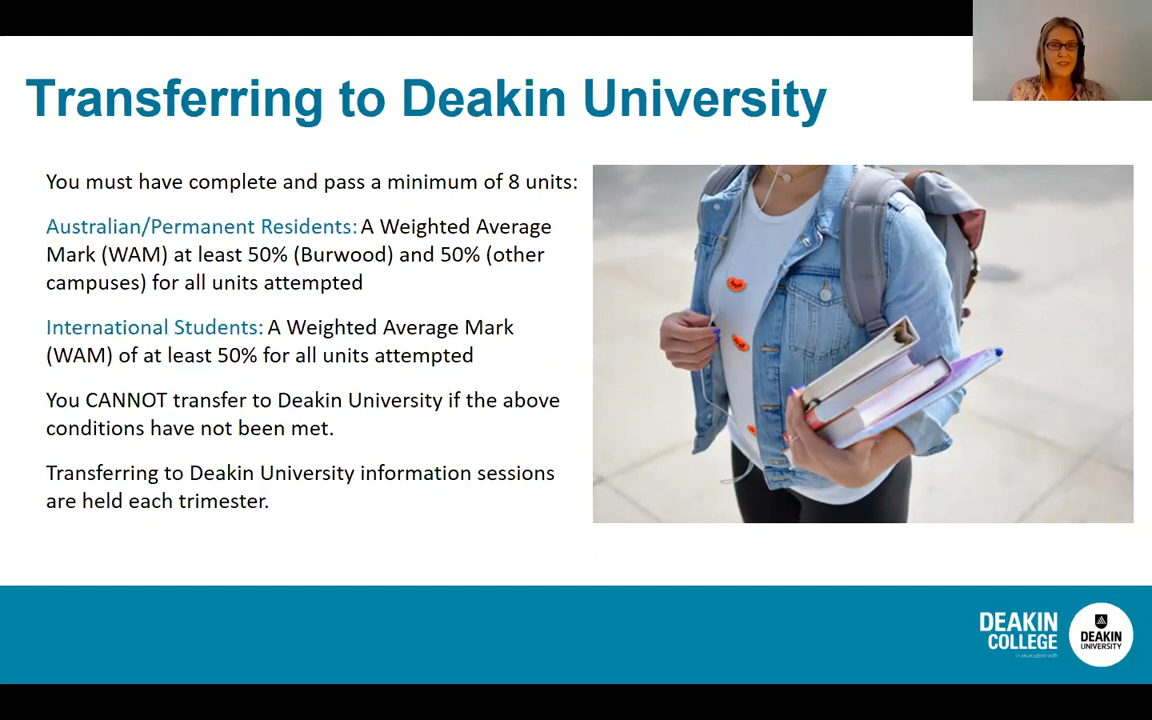 Transferring to Deakin University
You must have complete and pass a minimum of 8 units:
Australian/Permanent Residents: A Weighted Average
Mark (WAM) at least 50% (Burwood) and 50% (other
campuses) for all units attempted
International Students: A Weighted Average Mark
(WAM) of at least 50% for all units attempted
You CANNOT transfer to Deakin University if the above
conditions have not been met.
Transferring to Deakin University information sessions
are held each trimester.
DEAKIN
COLLEGE
DEAKIN
UNIVERSITY